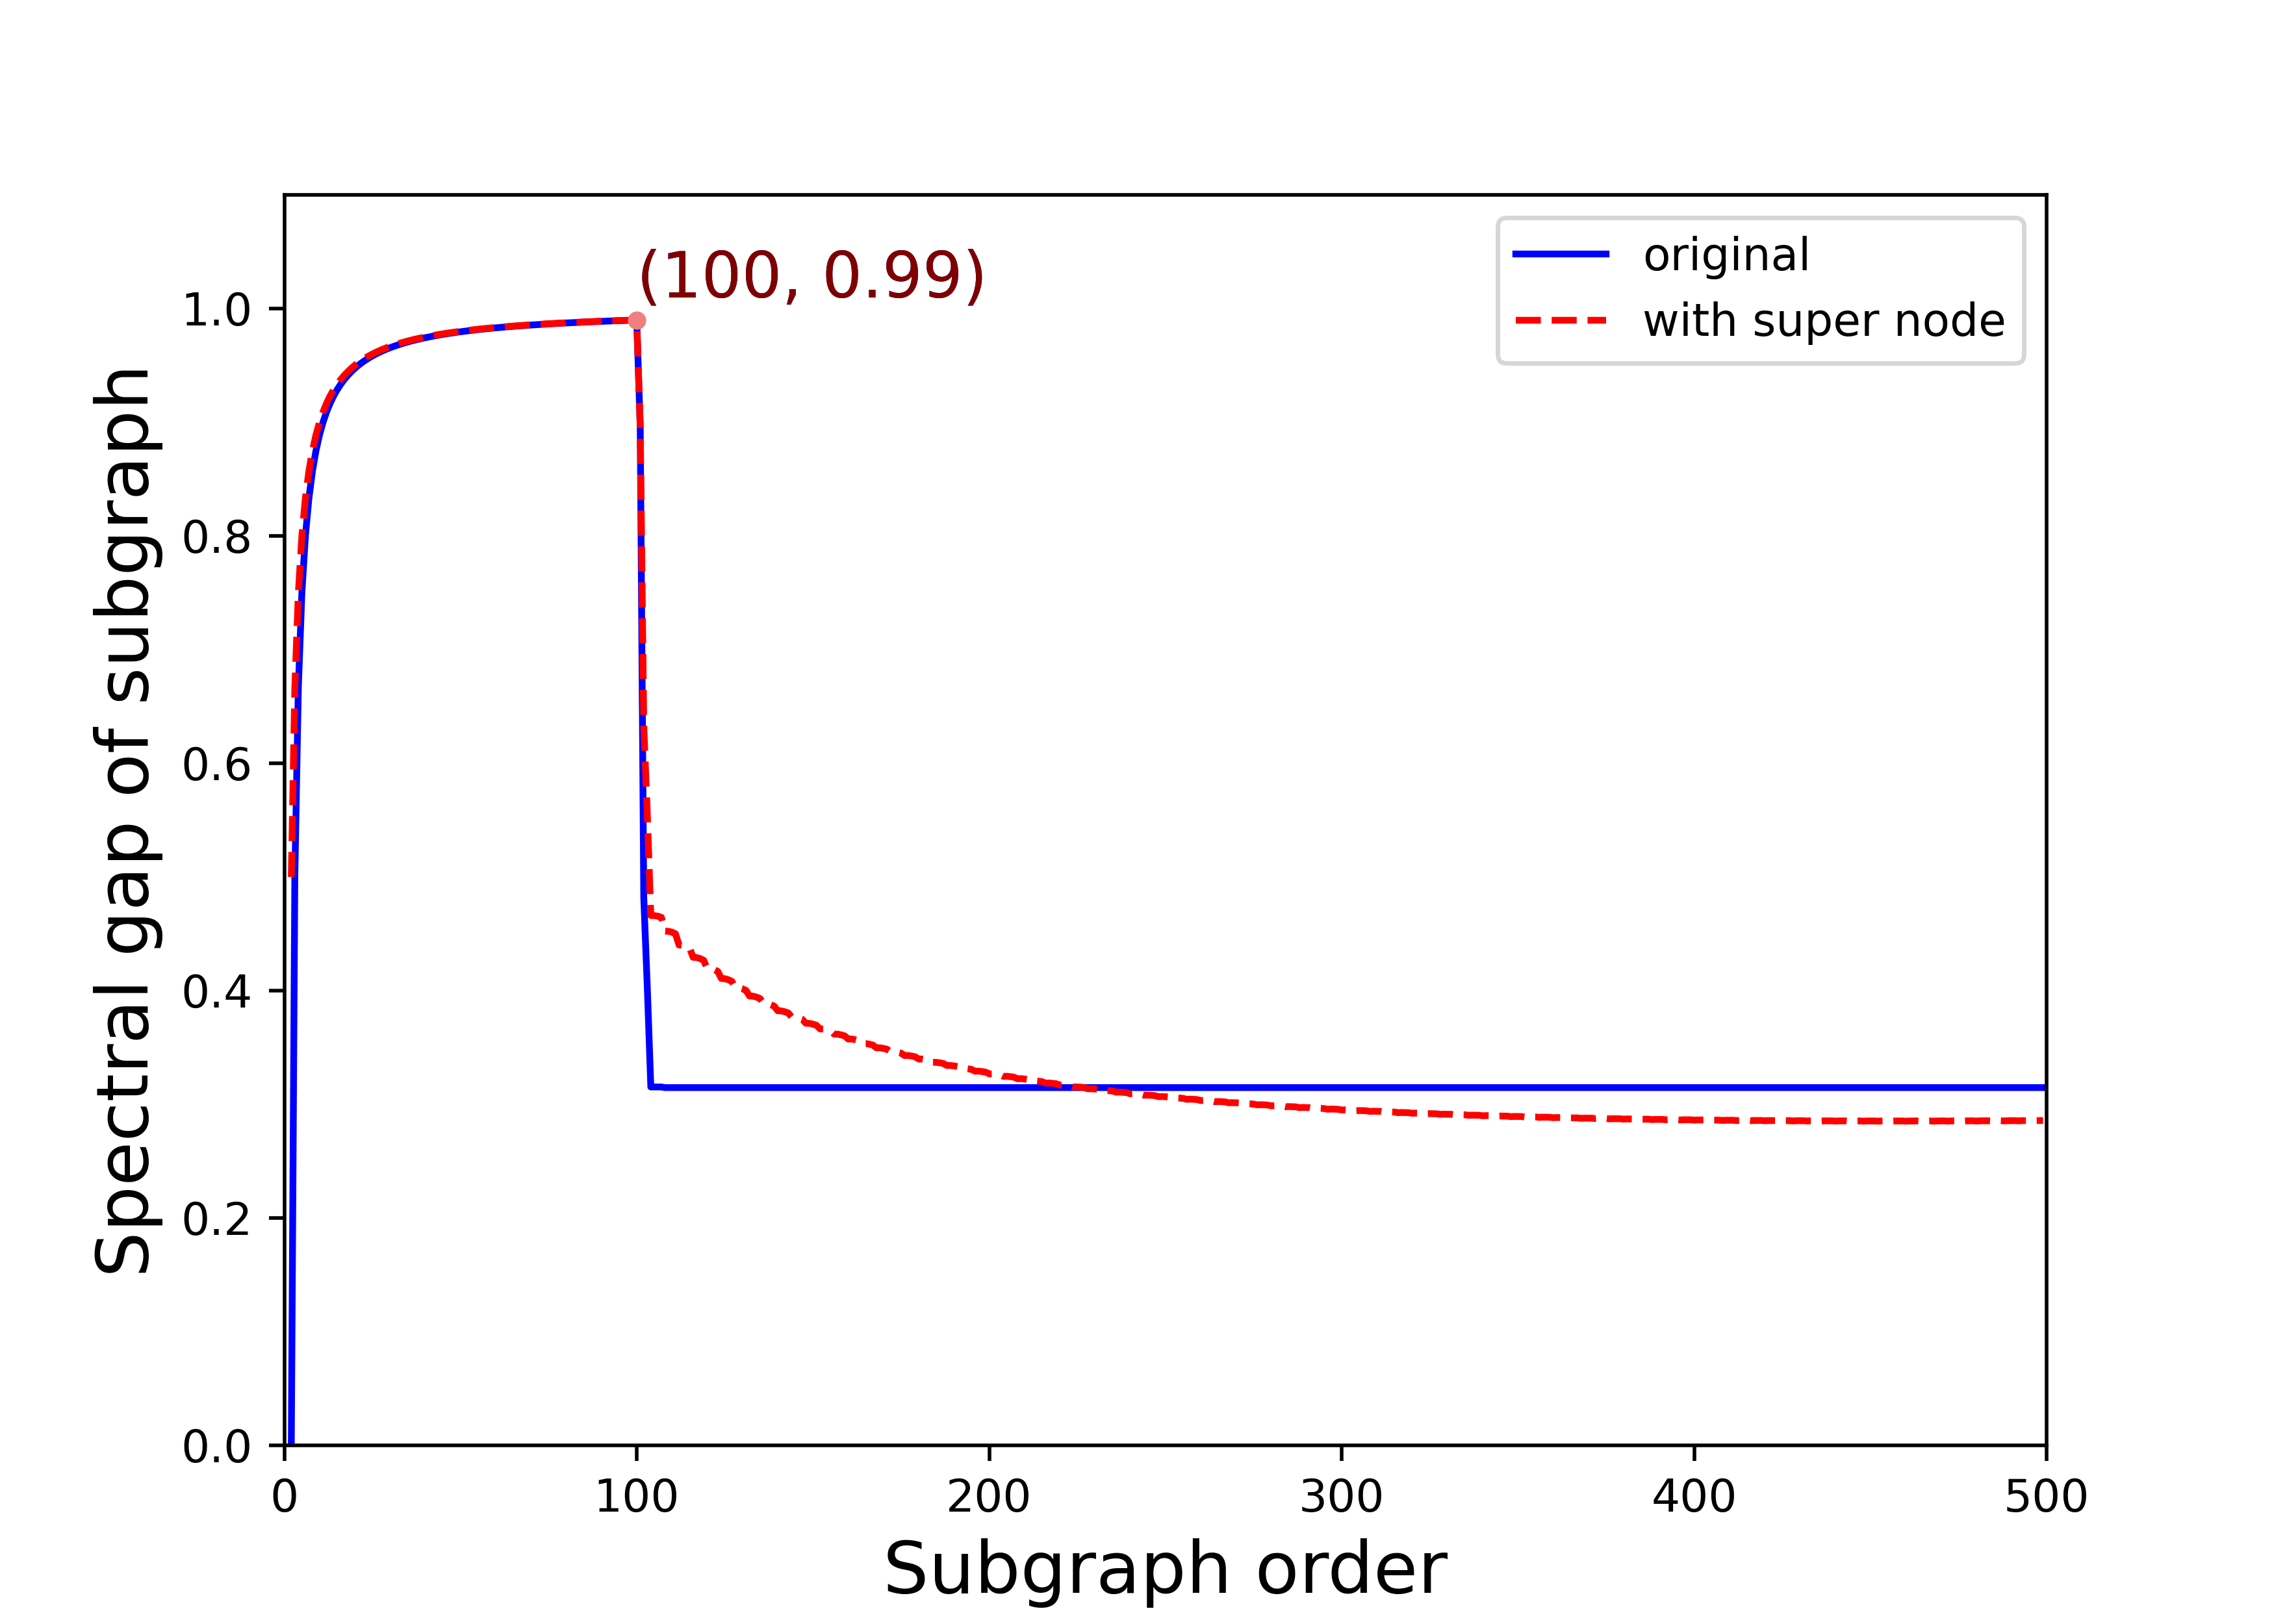 (100, 0.99)
original
with super node
Spectral gap of subgraph
1.0
0.8
0.6
0.4
0.2
0.0
0 100 200 300 400 500
Subgraph order